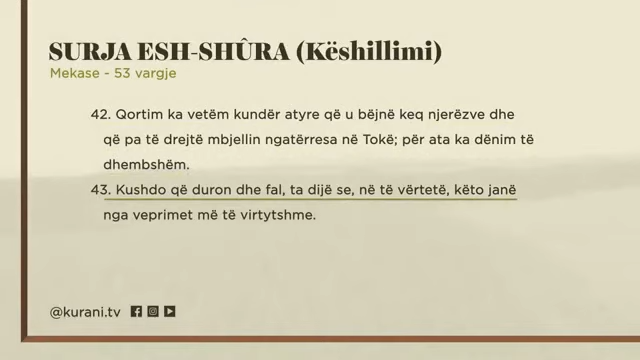 SURJA ESH-SHÛRA (Këshillimi)
Mekase - 53 vargje
42. Qortim ka vetëm kundër atyre që u bëjnë keq njerëzve dhe
që pa të drejtë mbjellin ngatërresa në Tokë; për ata ka dënim të
dhembshëm.
43. Kushdo që duron dhe fal, ta dijë se, në të vërtetë, këto janë
nga veprimet më të virtytshme.
@kurani.tv